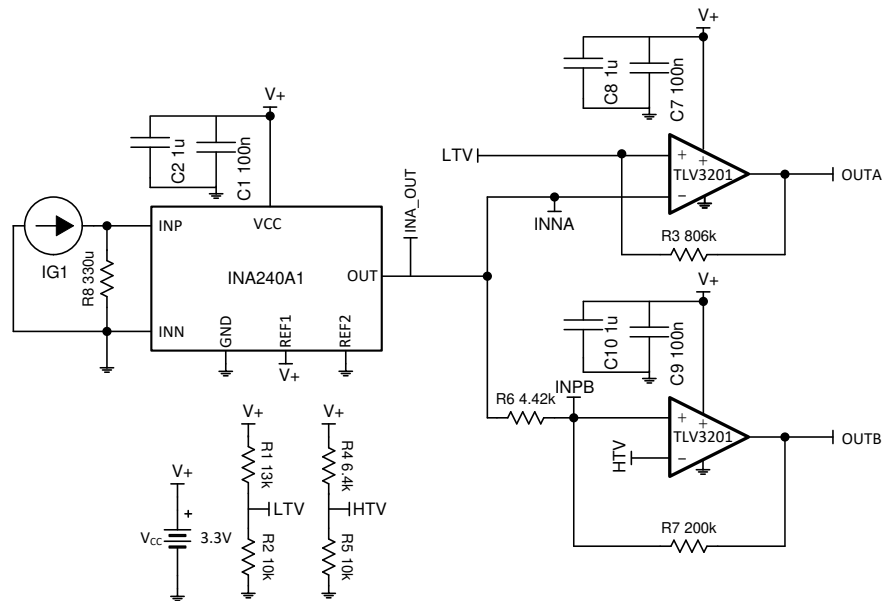 V+
C8 1u
C7 100n
V+
C2 1u
C1 100n
LTV
+
+
−
TLV3201
OUTA
INA_OUT
INNA
R3 806k
IG1
R8 330u
INP
VCC
INA240A1
OUT
INN
GND
REF1
REF2
V+
V+
C10 1u
C9 100n
INPB
R6 4.42k
+
+
−
TLV3201
OUTB
HTV
R7 200k
V+
R1 13k
LTV
R2 10k
V+
R4 6.4k
HTV
R5 10k
V+
+
VCC 3.3V